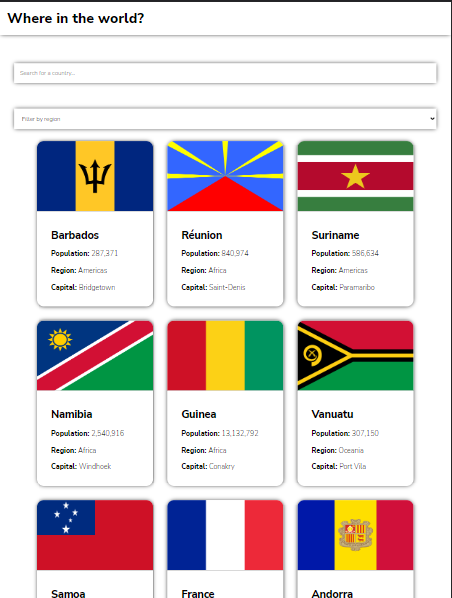 Where in the world?
Search for a country...
Filter by region
Barbados
Population: 287,371
Region: Americas
Capital: Bridgetown
Réunion
Population: 840,974
Region: Africa
Capital: Saint-Denis
Suriname
Population: 586,634
Region: Americas
Capital: Paramaribo
Namibia
Population: 2,540,916
Region: Africa
Capital: Windhoek
Guinea
Population: 13,132,792
Region: Africa
Capital: Conakry
Vanuatu
Population: 307,150
Region: Oceania
Capital: Port Vila
Samoa
France
Andorra